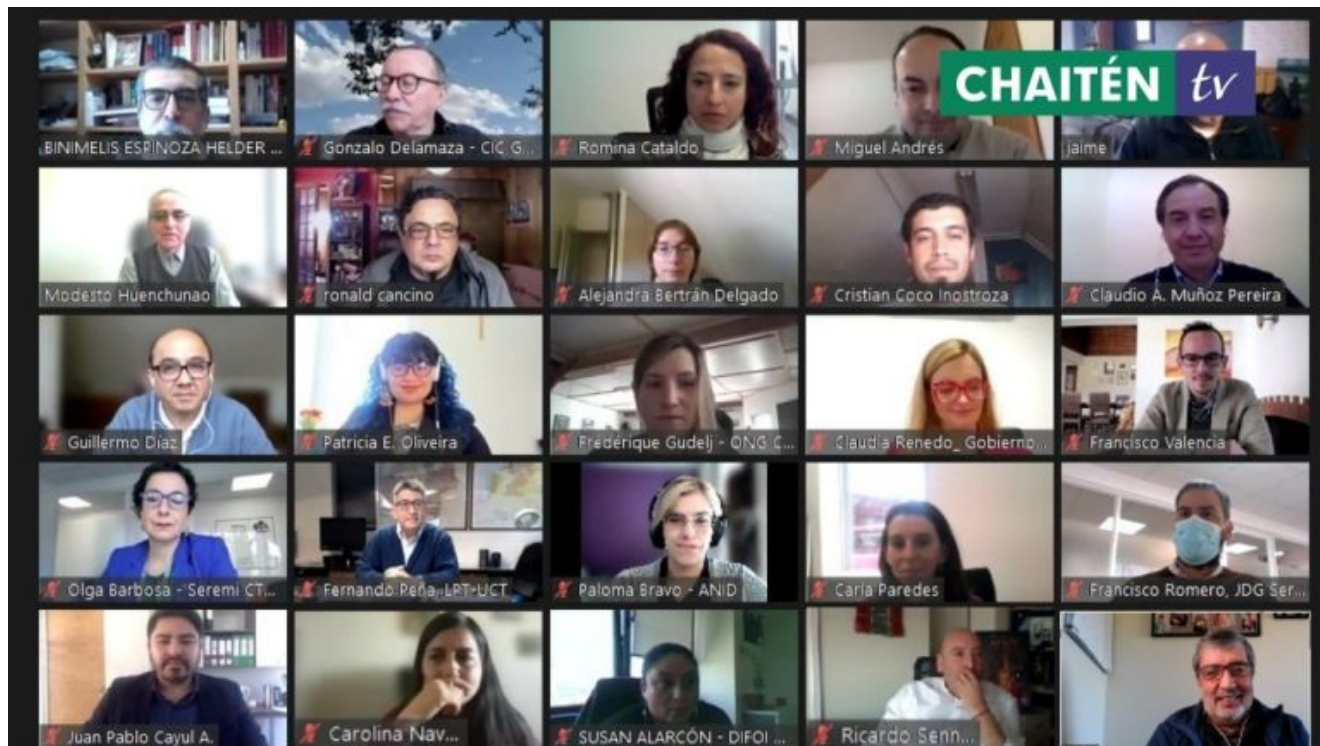 CHAITÉN tv
BINIMELIS ESPINOZA HELDER ...
Gonzalo Delamaza - CIC G...
Romina Cataldo
Miguel Andrés
jaime
Modesto Huenchunao
ronald cancino
Alejandra Bertrán Delgado
Cristian Coco Inostroza
Claudio A. Muñoz Pereira
Guillermo Díaz
Patricia E. Oliveira
Frédérique Gudelj - ONG C...
Claudia Renedo_ Gobierno...
Francisco Valencia
Olga Barbosa - Seremi CT...
Fernando Peña, LPT-UCT
Paloma Bravo - ANID
Carla Paredes
Francisco Romero, JDG Ser...
Juan Pablo Cayul A.
Carolina Nav...
SUSAN ALARCÓN - DIFOI ...
Ricardo Senn...